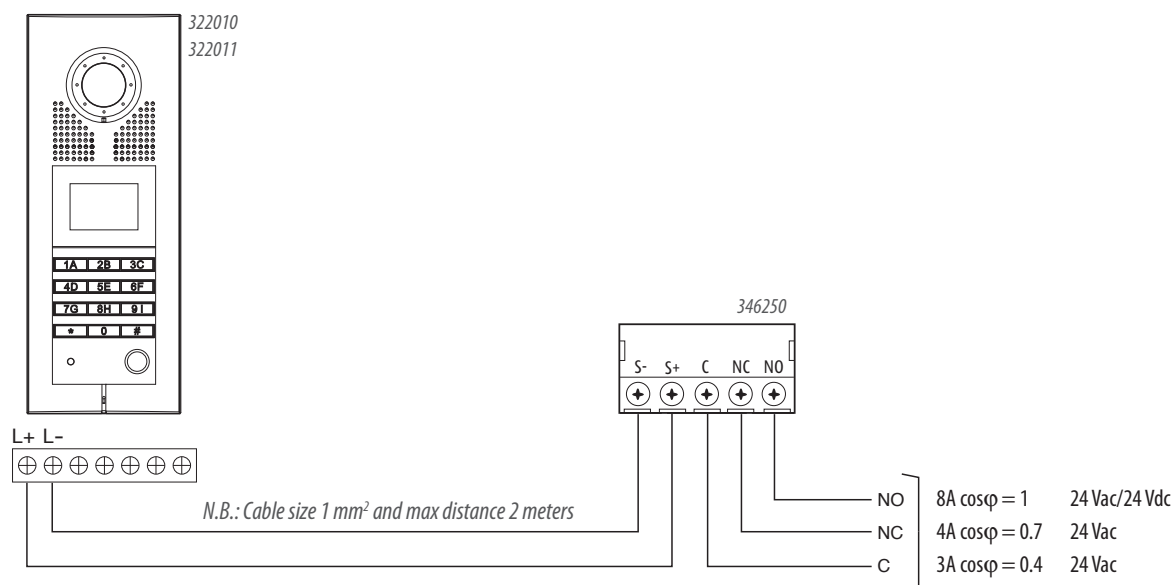 322010
322011
1A 2B 3C
4D 5E 6F
7G 8H 9I
* 0 #
346250
S- S+ C NC NO
L+ L-
N.B.: Cable size 1 mm² and max distance 2 meters
NO 8A cosφ = 1 24 Vac/24 Vdc
NC 4A cosφ = 0.7 24 Vac
C 3A cosφ = 0.4 24 Vac